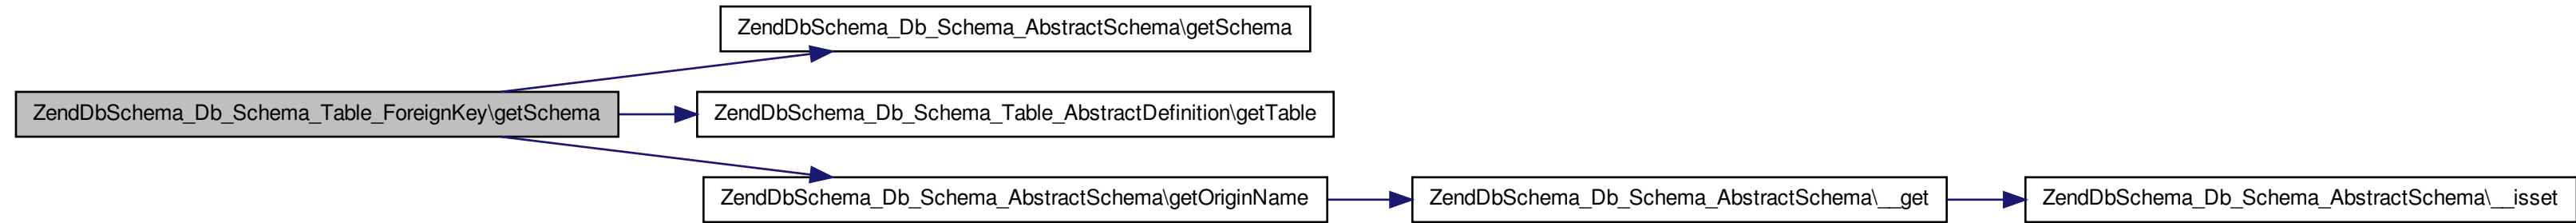 ZendDbSchema_Db_Schema_AbstractSchema\getSchema
ZendDbSchema_Db_Schema_Table_ForeignKey\getSchema
ZendDbSchema_Db_Schema_Table_AbstractDefinition\getTable
ZendDbSchema_Db_Schema_AbstractSchema\getOriginName
ZendDbSchema_Db_Schema_AbstractSchema\__get
ZendDbSchema_Db_Schema_AbstractSchema\__isset